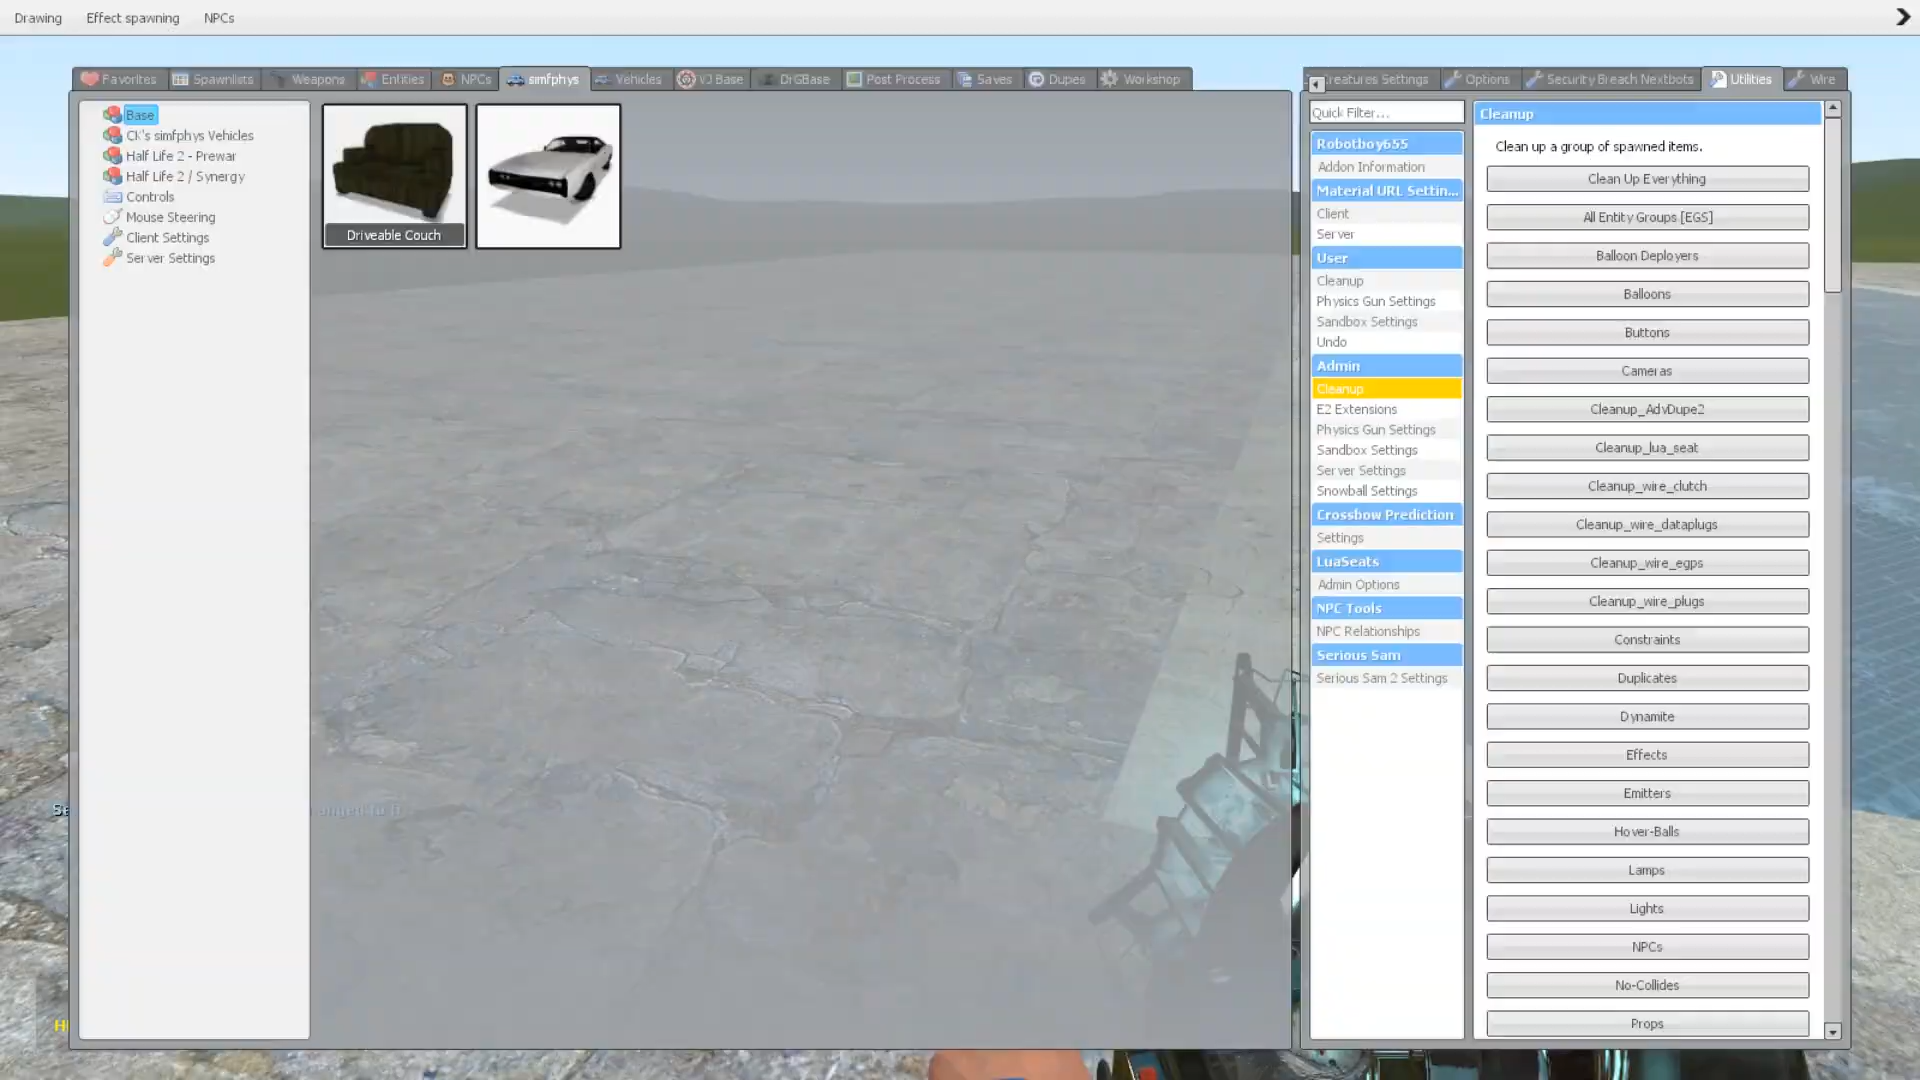 Drawing
Effect spawning
NPCs
Favorites
Spawnlists
Weapons
Entities
NPCs
simfphys
Vehicles
VJ Base
DrGBase
Post Process
Saves
Dupes
Workshop
Creatures Settings
Options
Security Breach Nextbots
Utilities
Wire
Base
CK's simfphys Vehicles
Half Life 2 - Prewar
Half Life 2 / Synergy
Controls
Mouse Steering
Client Settings
Server Settings
Driveable Couch
Quick Filter...
Robotboy655
Addon Information
Material URL Settin...
Client
Server
User
Cleanup
Physics Gun Settings
Sandbox Settings
Undo
Admin
Cleanup
E2 Extensions
Physics Gun Settings
Sandbox Settings
Server Settings
Snowball Settings
Crossbow Prediction
Settings
LuaSeats
Admin Options
NPC Tools
NPC Relationships
Serious Sam
Serious Sam 2 Settings
Cleanup
Clean up a group of spawned items.
Clean Up Everything
All Entity Groups [EGS]
Balloon Deployers
Balloons
Buttons
Cameras
Cleanup_AdvDupe2
Cleanup_lua_seat
Cleanup_wire_clutch
Cleanup_wire_dataplugs
Cleanup_wire_egps
Cleanup_wire_plugs
Constraints
Duplicates
Dynamite
Effects
Emitters
Hover-Balls
Lamps
Lights
NPCs
No-Collides
Props